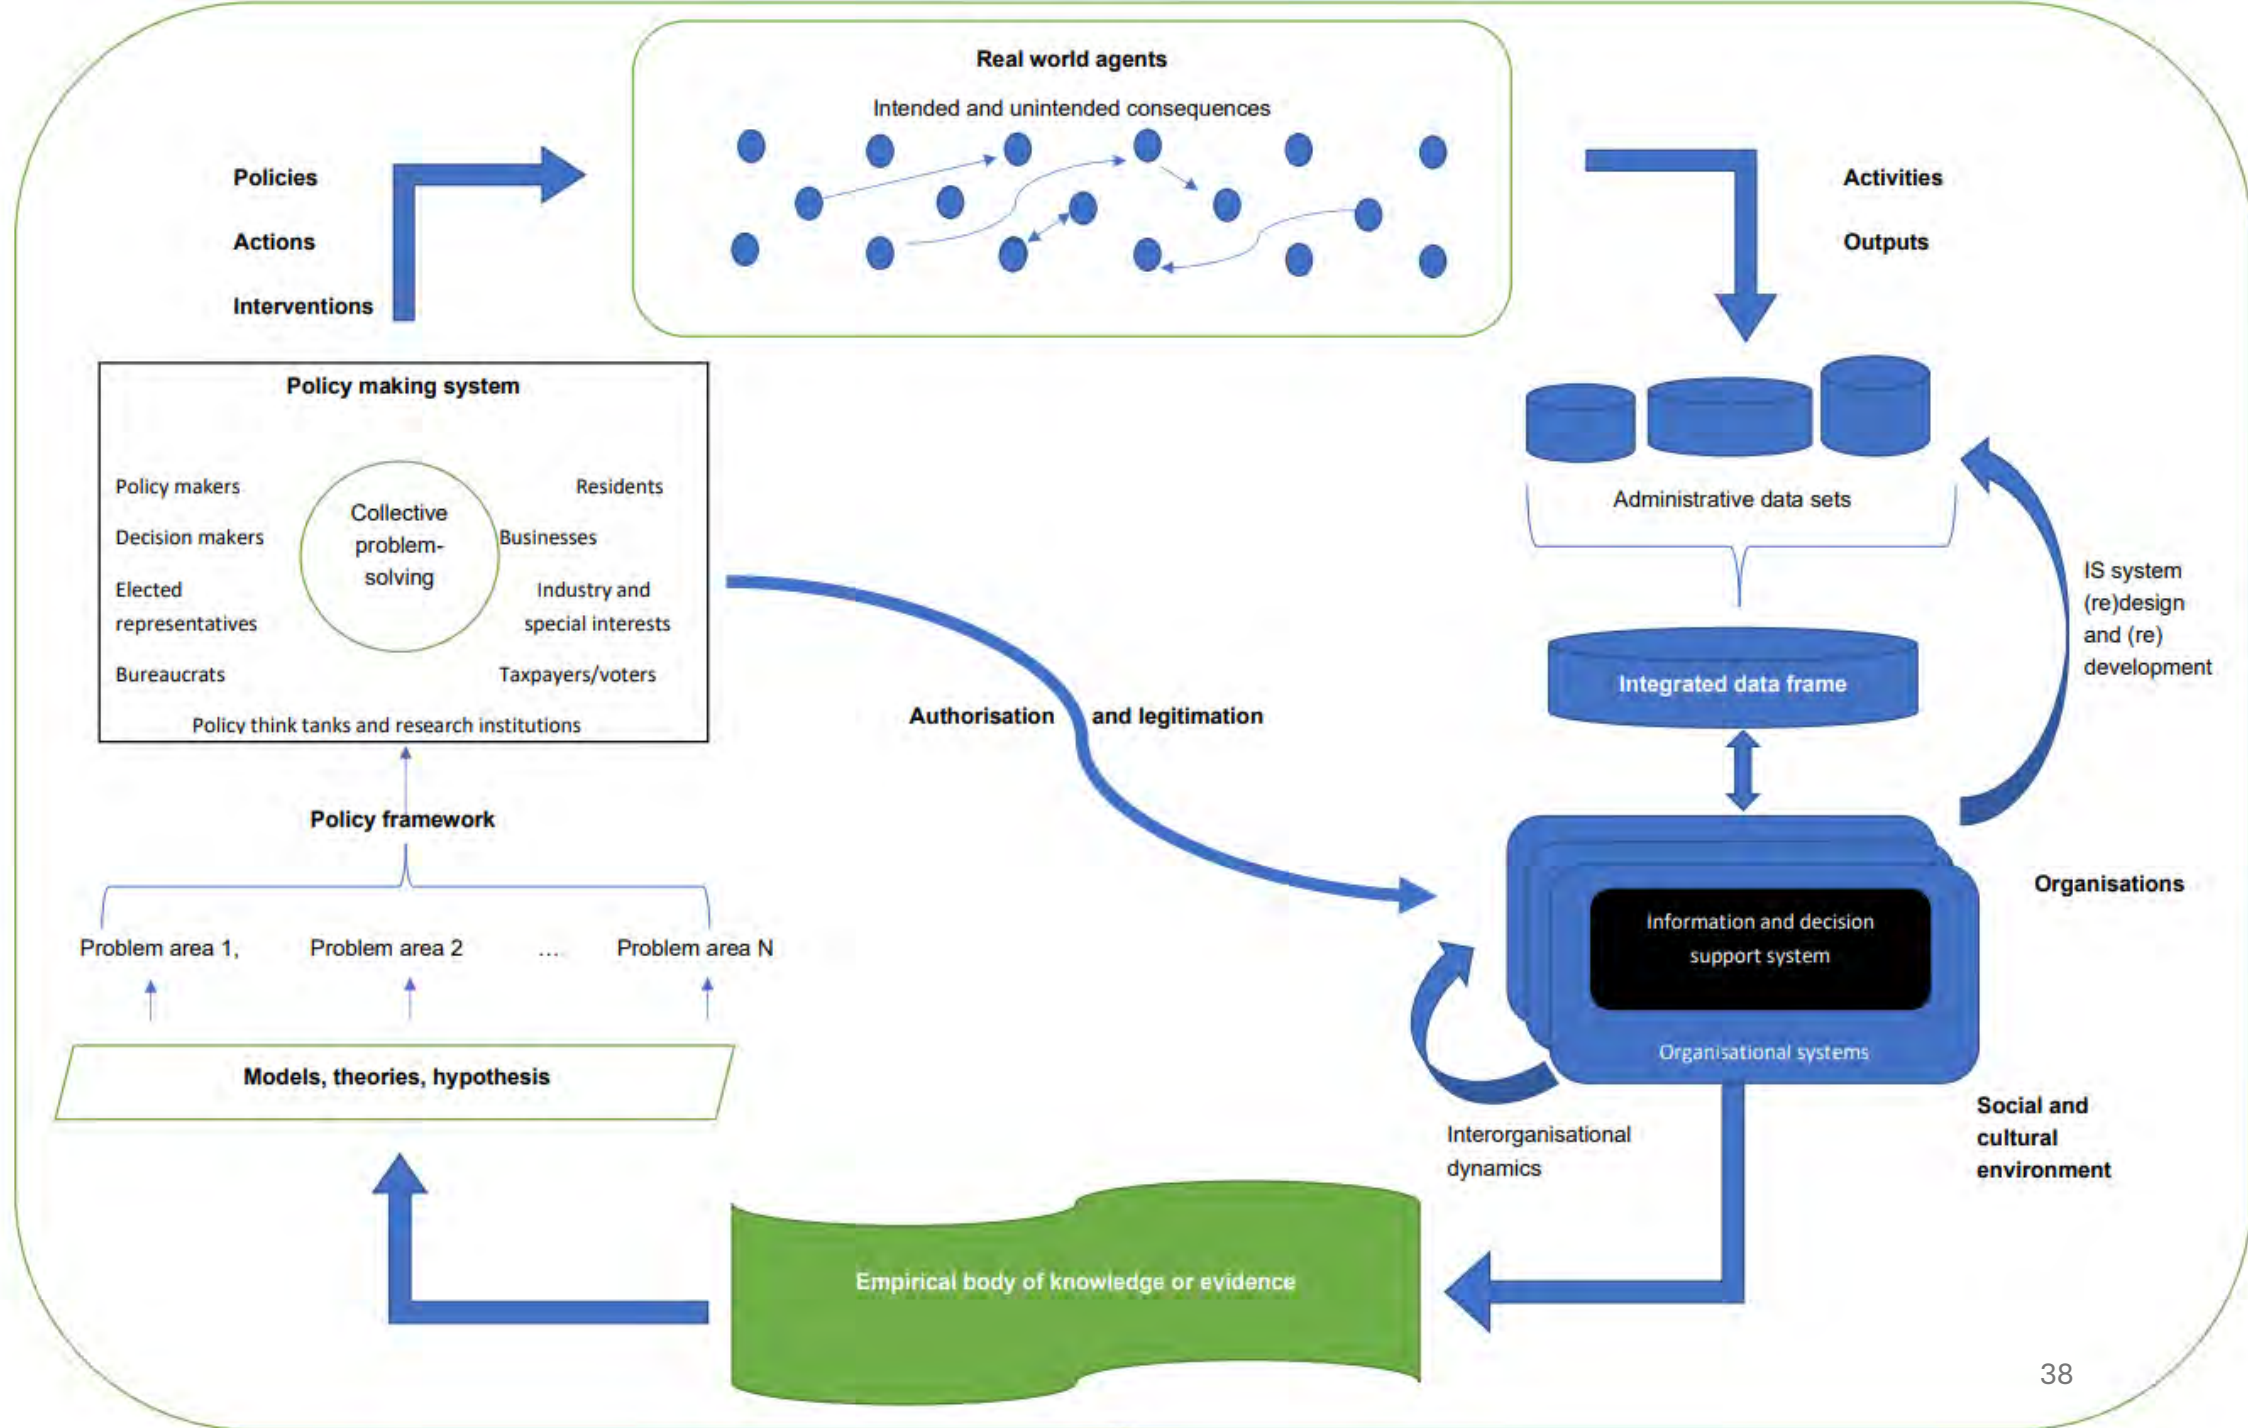 Real world agents
Intended and unintended consequences
Policies
Actions
Interventions
Activities
Outputs
Policy making system
Policy makers
Decision makers
Elected
representatives
Bureaucrats
Collective
problem-
solving
Residents
Businesses
Industry and
special interests
Taxpayers/voters
Policy think tanks and research institutions
Policy framework
Problem area 1,
Problem area 2
....
Problem area N
Models, theories, hypothesis
Authorisation and legitimation
Administrative data sets
Integrated data frame
IS system
(re)design
and (re)
development
Organisations
Information and decision
support system
Organisational systems
Interorganisational
dynamics
Social and
cultural
environment
Empirical body of knowledge or evidence
38